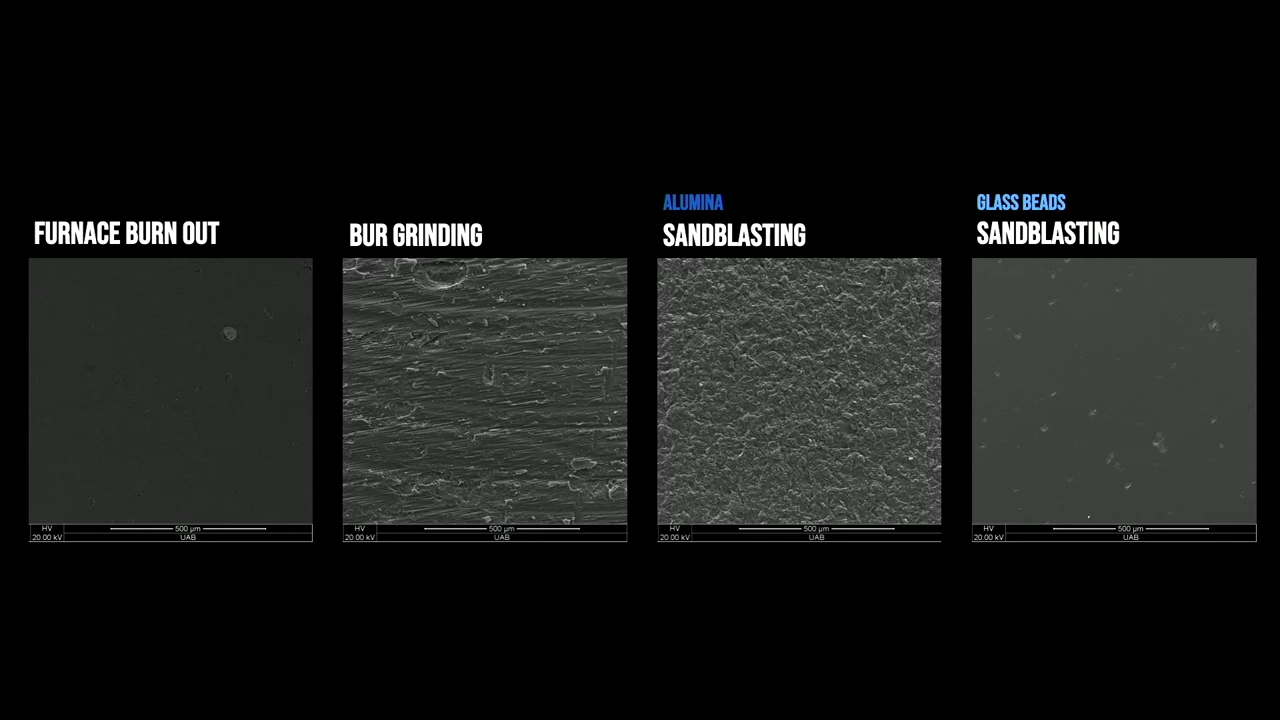 FURNACE BURN OUT
BUR GRINDING
ALUMINA
SANDBLASTING
GLASS BEADS
SANDBLASTING
HV
500 µm
20.00 kV
UAB
HV
500 µm
20.00 kV
UAB
HV
500 µm
20.00 kV
UAB
HV
500 µm
20.00 kV
UAB